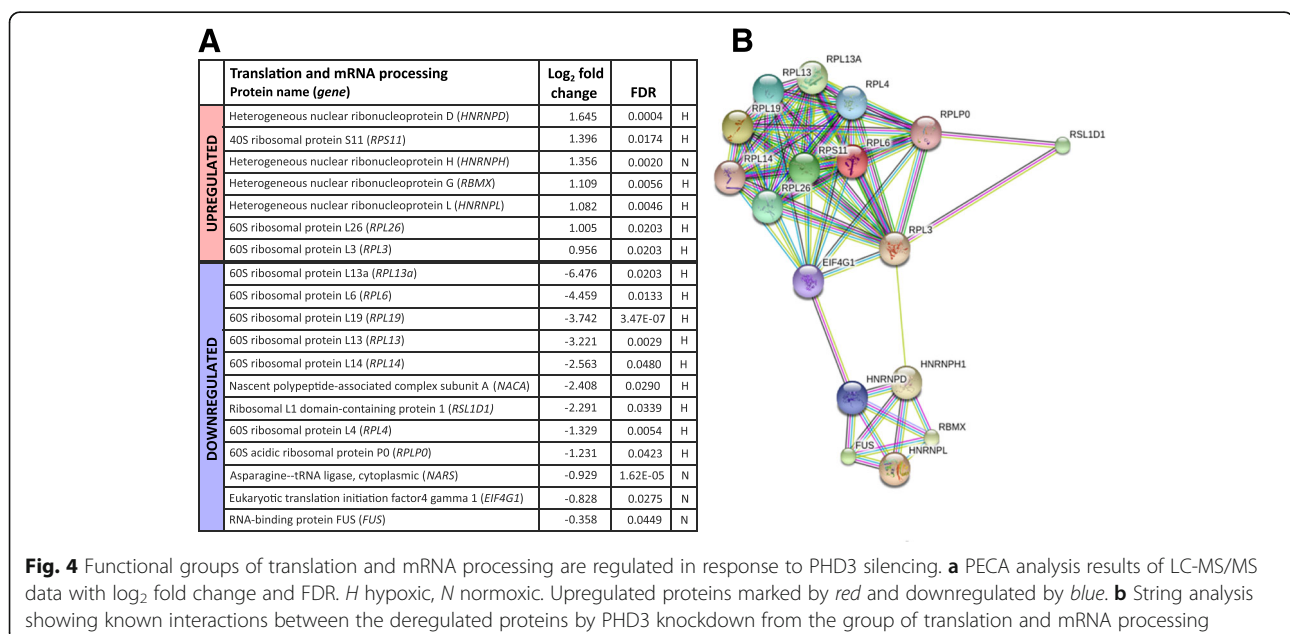 A
Translation and mRNA processing
Protein name (gene)
Log2 fold change
FDR
UPREGULATED
Heterogeneous nuclear ribonucleoprotein D (HNRNPD) 1.645 0.0004 H
40S ribosomal protein S11 (RPS11) 1.396 0.0174 H
Heterogeneous nuclear ribonucleoprotein H (HNRNPH) 1.356 0.0020 N
Heterogeneous nuclear ribonucleoprotein G (RBMX) 1.109 0.0056 H
Heterogeneous nuclear ribonucleoprotein L (HNRNPL) 1.082 0.0046 H
60S ribosomal protein L26 (RPL26) 1.005 0.0203 H
60S ribosomal protein L3 (RPL3) 0.956 0.0203 H
DOWNREGULATED
60S ribosomal protein L13a (RPL13a) -6.476 0.0203 H
60S ribosomal protein L6 (RPL6) -4.459 0.0133 H
60S ribosomal protein L19 (RPL19) -3.742 3.47E-07 H
60S ribosomal protein L13 (RPL13) -3.221 0.0029 H
60S ribosomal protein L14 (RPL14) -2.563 0.0480 H
Nascent polypeptide-associated complex subunit A (NACA) -2.408 0.0290 H
Ribosomal L1 domain-containing protein 1 (RSL1D1) -2.291 0.0339 H
60S ribosomal protein L4 (RPL4) -1.329 0.0054 H
60S acidic ribosomal protein P0 (RPLP0) -1.231 0.0423 H
Asparagine--tRNA ligase, cytoplasmic (NARS) -0.929 1.62E-05 N
Eukaryotic translation initiation factor4 gamma 1 (EIF4G1) -0.828 0.0275 N
RNA-binding protein FUS (FUS) -0.358 0.0449 N
B
RPL13A
RPL13
RPL4
RPL19
RPLP0
RSL1D1
RPS11
RPL6
RPL14
RPL26
RPL3
EIF4G1
HNRNPH1
HNRNPD
RBMX
FUS
HNRNPL
Fig. 4 Functional groups of translation and mRNA processing are regulated in response to PHD3 silencing. a PECA analysis results of LC-MS/MS
data with log2 fold change and FDR. H hypoxic, N normoxic. Upregulated proteins marked by red and downregulated by blue. b String analysis
showing known interactions between the deregulated proteins by PHD3 knockdown from the group of translation and mRNA processing